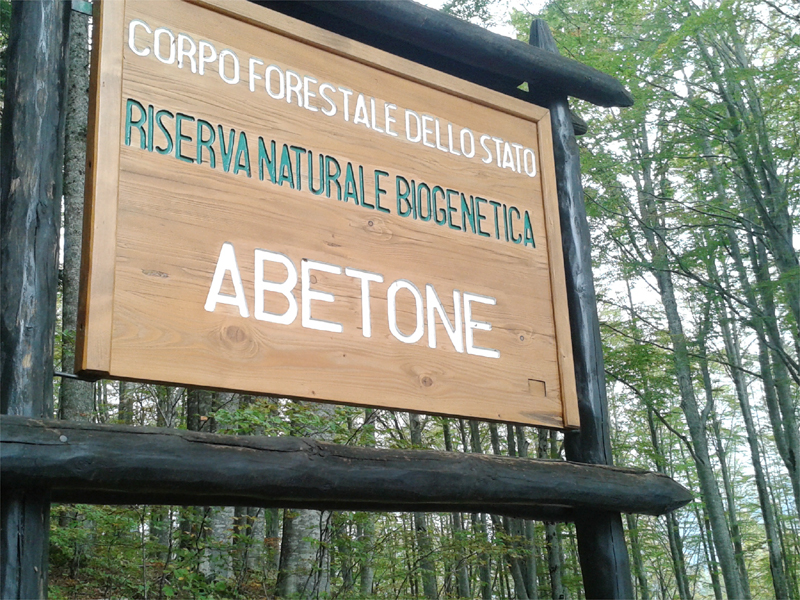 CORPO FORESTALE DELLO STATO
RISERVA NATURALE BIOGENETICA
ABETONE